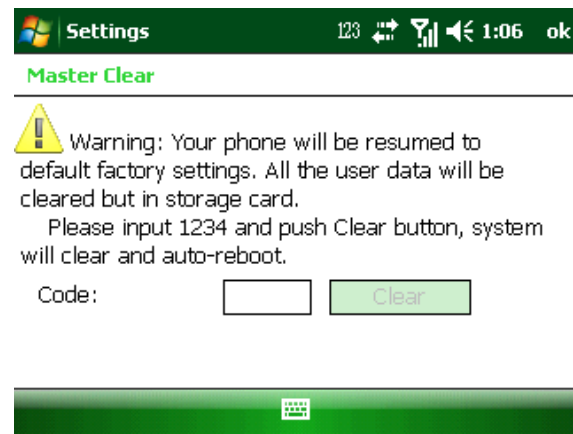 Settings 123 1:06 ok
Master Clear
Warning: Your phone will be resumed to
default factory settings. All the user data will be
cleared but in storage card.
Please input 1234 and push Clear button, system
will clear and auto-reboot.
Code: Clear